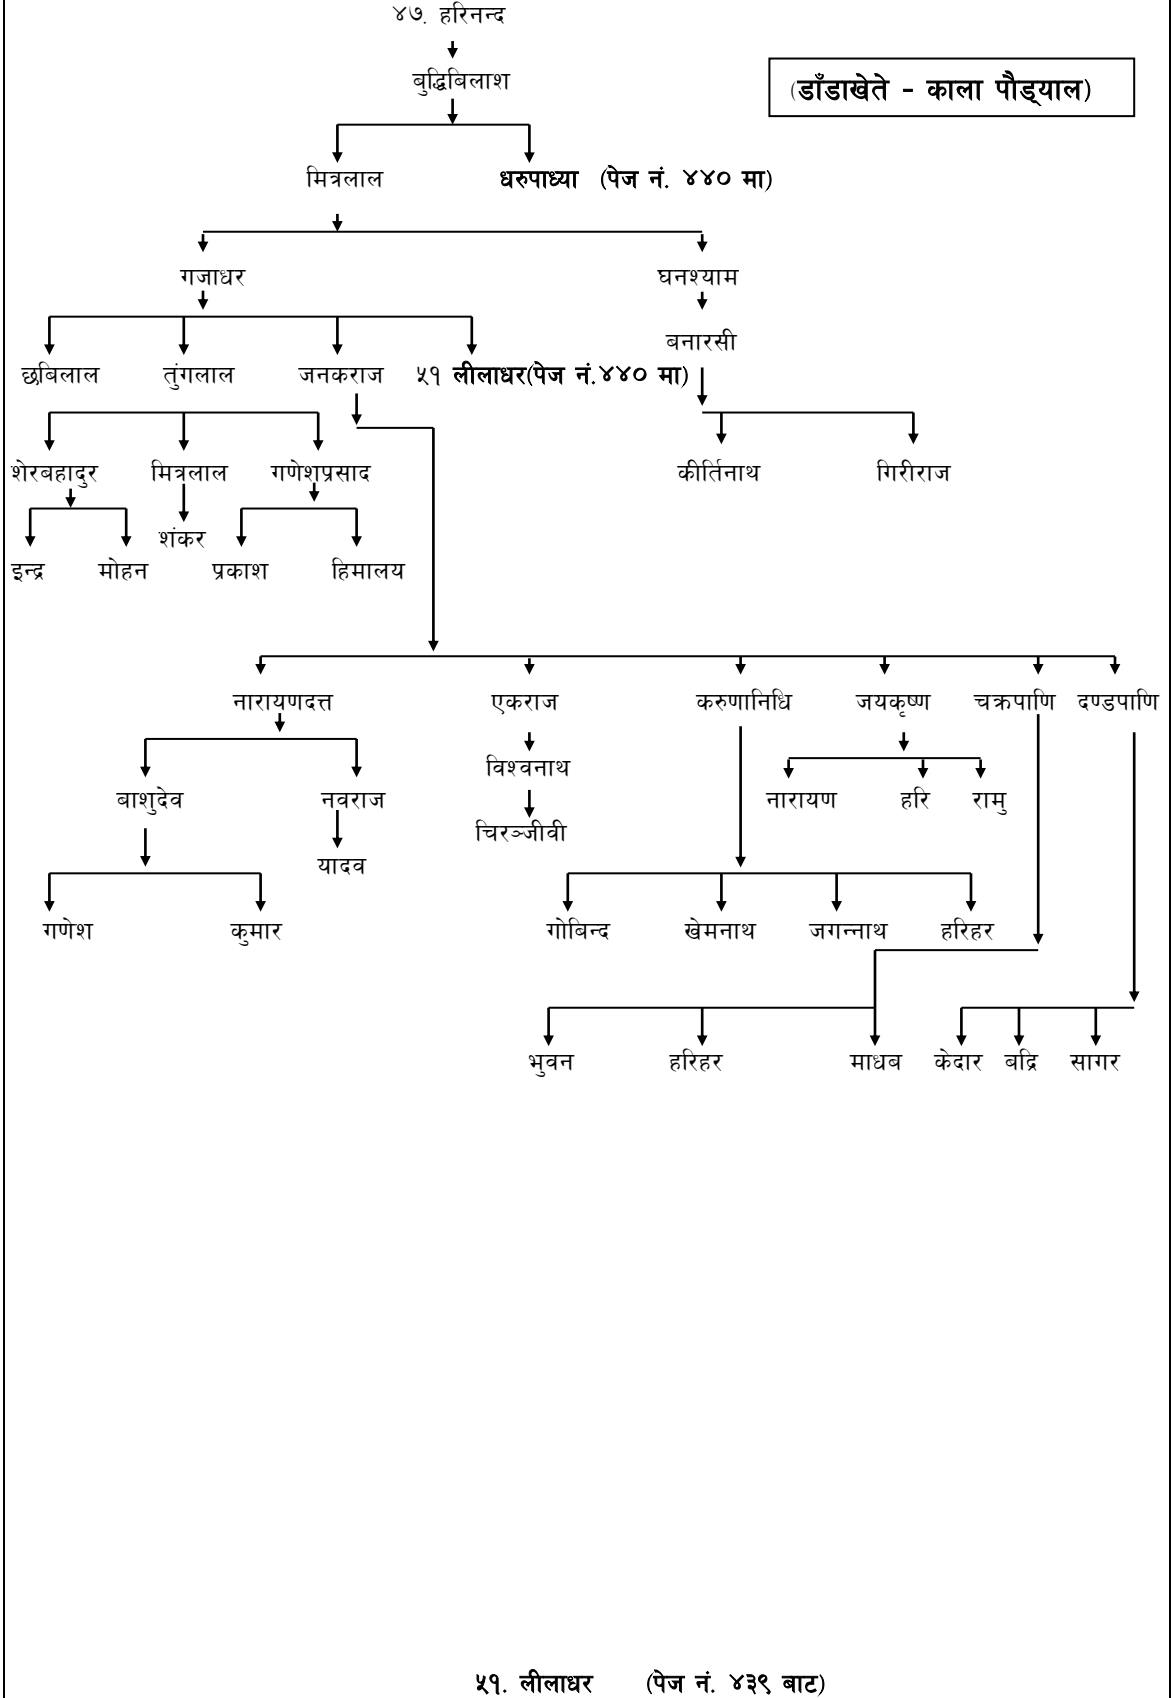 ४७. हरिनन्द
बुद्धिबिलाश
(डाँडाखेते - काला पौड्याल)
मित्रलाल धरुपाध्या (पेज नं. ४४० मा)
गजाधर घनश्याम
बनारसी
छबिलाल तुंगलाल जनकराज ५१ लीलाधर(पेज नं.४४० मा)
शेरबहादुर मित्रलाल गणेशप्रसाद कीर्तिनाथ गिरीराज
शंकर
इन्द्र मोहन प्रकाश हिमालय
नारायणदत्त एकराज करुणानिधि जयकृष्ण चक्रपाणि दण्डपाणि
विश्वनाथ
बाशुदेव नवराज नारायण हरि रामु
चिरञ्जीवी
यादव
गणेश कुमार गोबिन्द खेमनाथ जगन्नाथ हरिहर
भुवन हरिहर माधब केदार बद्रि सागर
५१. लीलाधर (पेज नं. ४३९ बाट)